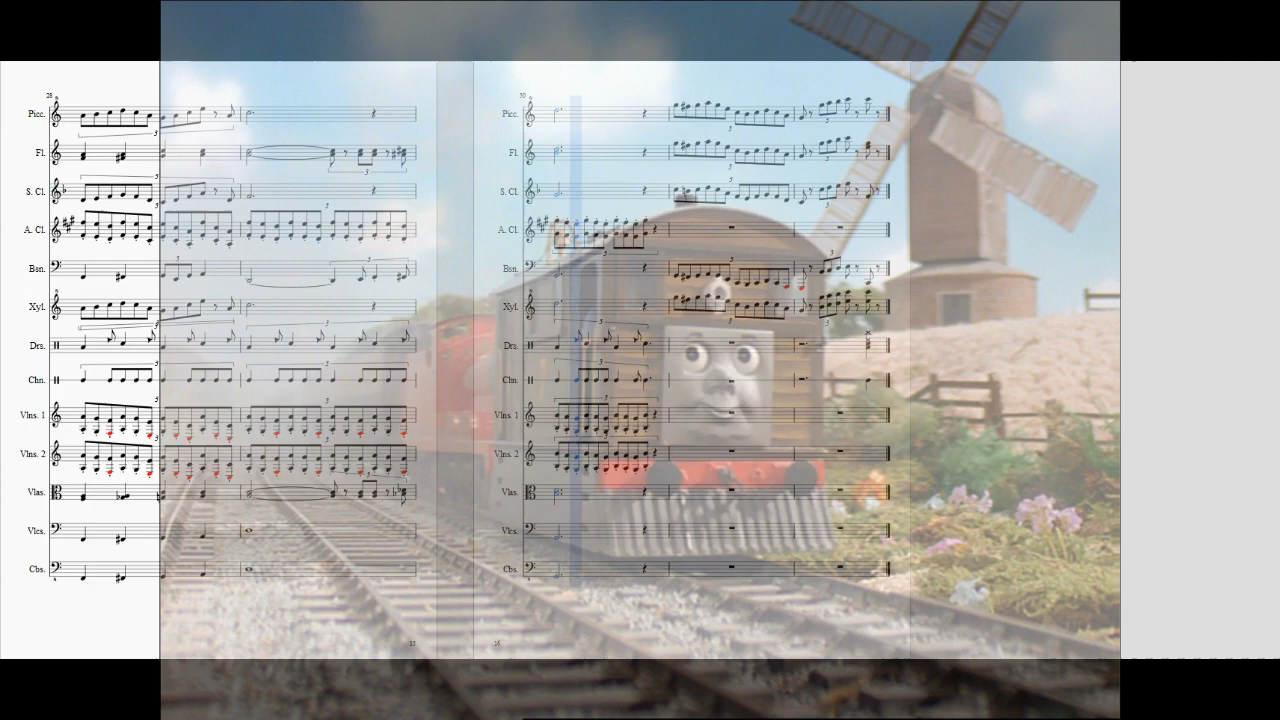 28
Picc.
Fl.
S. Cl.
A. Cl.
Bsn.
Xyl.
Drs.
Chn.
Vlns. 1
Vlns. 2
Vlas.
Vlcs.
Cbs.
30
Picc.
Fl.
S. Cl.
A. Cl.
Bsn.
Xyl.
Drs.
Chn.
Vlns. 1
Vlns. 2
Vlas.
Vlcs.
Cbs.